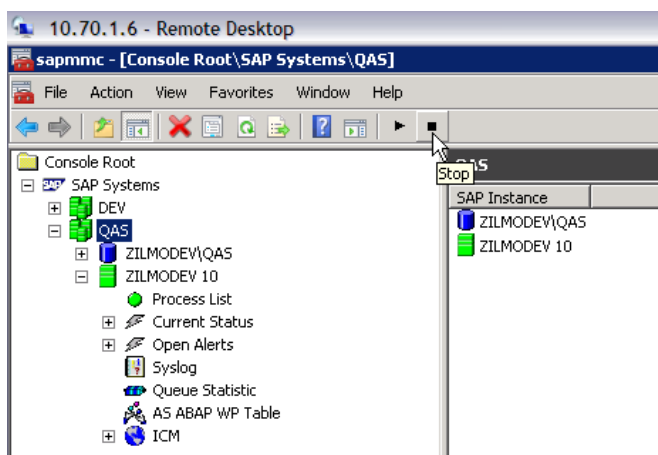 10.70.1.6 - Remote Desktop
sapmmc - [Console Root\SAP Systems\QAS]
File Action View Favorites Window Help
Stop
Console Root
SAP Systems
DEV
QAS
ZILMODEV\QAS
ZILMODEV 10
Process List
Current Status
Open Alerts
Syslog
Queue Statistic
AS ABAP WP Table
ICM
QAS
SAP Instance
ZILMODEV\QAS
ZILMODEV 10